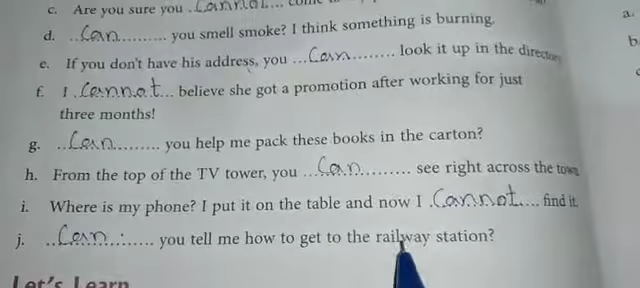 c. Are you sure you ..Cannot...
d. ..Can.......... you smell smoke? I think something is burning.
e. If you don't have his address, you ...Can........ look it up in the directory
f. I .Cannot... believe she got a promotion after working for just
three months!
g. ..Can......... you help me pack these books in the carton?
h. From the top of the TV tower, you ...Can......... see right across the town
i. Where is my phone? I put it on the table and now I .Cannot.... find it.
j. ..Can..:...... you tell me how to get to the railway station?
Let's Learn
a.
b